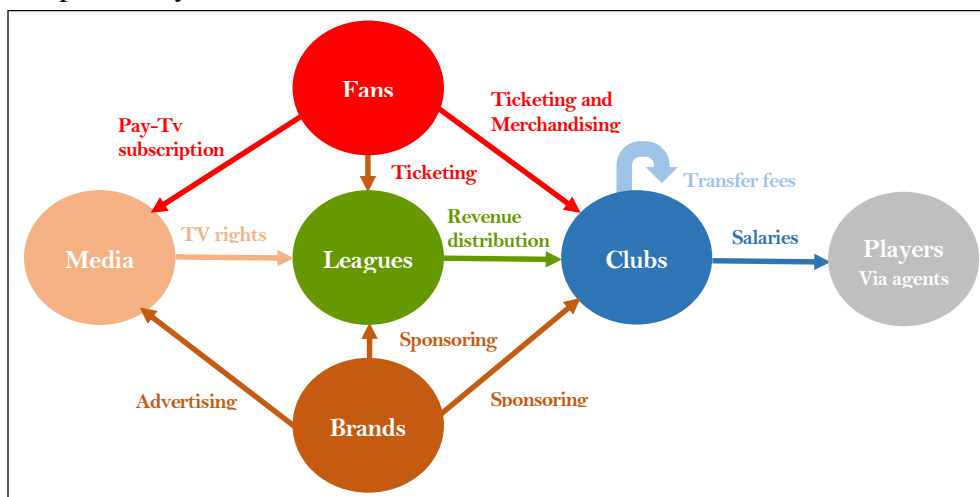 Fans
Ticketing and
Merchandising
Pay-Tv
subscription
Ticketing
Transfer fees
Revenue
distribution
TV rights
Salaries
Media
Leagues
Clubs
Players
Via agents
Sponsoring
Advertising
Sponsoring
Brands